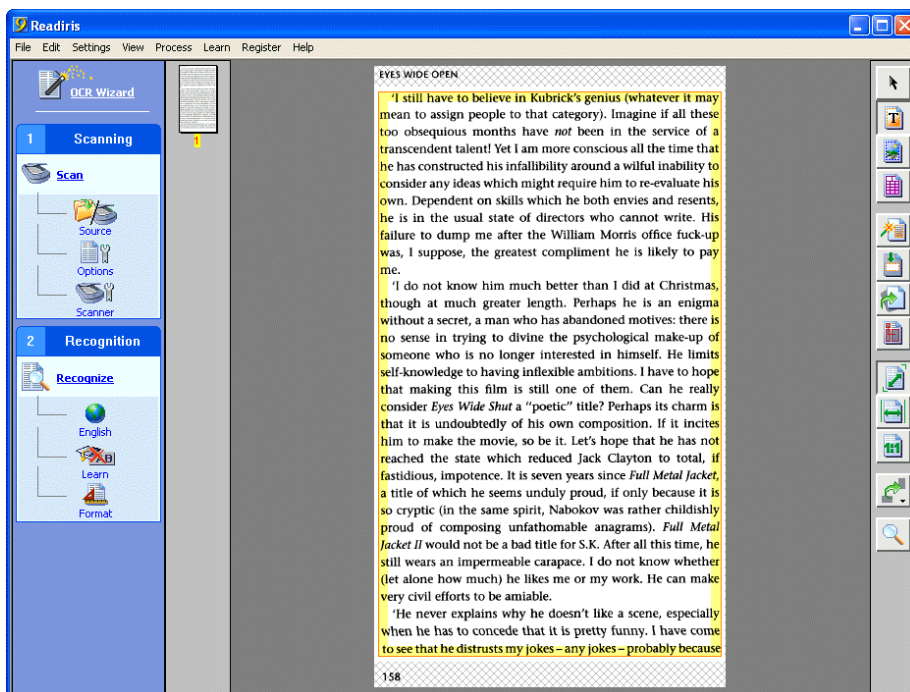 Readiris
File Edit Settings View Process Learn Register Help
OCR Wizard
1 Scanning
Scan
Source
Options
Scanner
2 Recognition
Recognize
English
Learn
Format
1
EYES WIDE OPEN
'I still have to believe in Kubrick's genius (whatever it may
mean to assign people to that category). Imagine if all these
too obsequious months have not been in the service of a
transcendent talent! Yet I am more conscious all the time that
he has constructed his infallibility around a wilful inability to
consider any ideas which might require him to re-evaluate his
own. Dependent on skills which he both envies and resents,
he is in the usual state of directors who cannot write. His
failure to dump me after the William Morris office fuck-up
was, I suppose, the greatest compliment he is likely to pay
me.
'I do not know him much better than I did at Christmas,
though at much greater length. Perhaps he is an enigma
without a secret, a man who has abandoned motives: there is
no sense in trying to divine the psychological make-up of
someone who is no longer interested in himself. He limits
self-knowledge to having inflexible ambitions. I have to hope
that making this film is still one of them. Can he really
consider Eyes Wide Shut a "poetic" title? Perhaps its charm is
that it is undoubtedly of his own composition. If it incites
him to make the movie, so be it. Let's hope that he has not
reached the state which reduced Jack Clayton to total, if
fastidious, impotence. It is seven years since Full Metal Jacket,
a title of which he seems unduly proud, if only because it is
so cryptic (in the same spirit, Nabokov was rather childishly
proud of composing unfathomable anagrams). Full Metal
Jacket II would not be a bad title for S.K. After all this time, he
still wears an impermeable carapace. I do not know whether
(let alone how much) he likes me or my work. He can make
very civil efforts to be amiable.
'He never explains why he doesn't like a scene, especially
when he has to concede that it is pretty funny. I have come
to see that he distrusts my jokes – any jokes – probably because
158
1:1